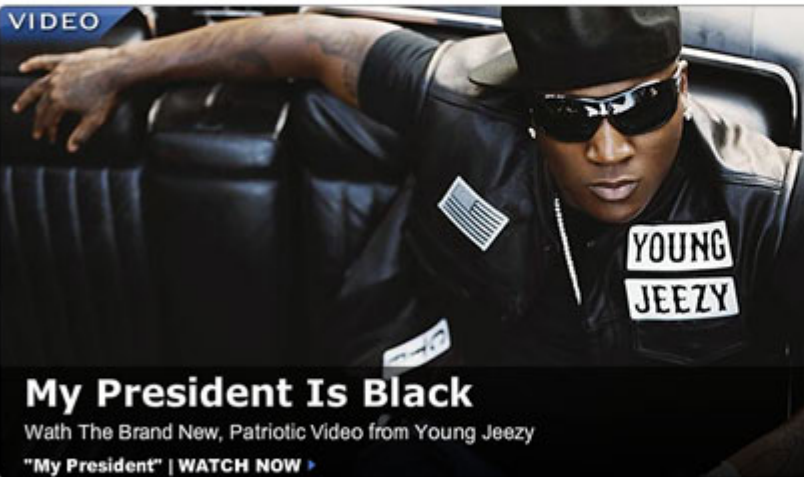 VIDEO
YOUNG
JEEZY
My President Is Black
Wath The Brand New, Patriotic Video from Young Jeezy
"My President" | WATCH NOW